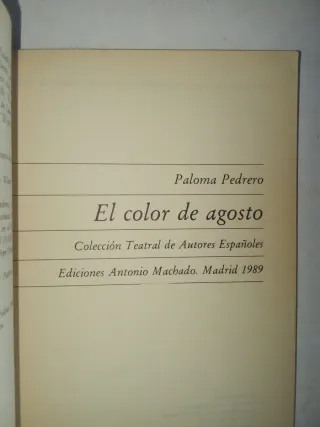 Paloma Pedrero
El color de agosto
Colección Teatral de Autores Españoles
Ediciones Antonio Machado. Madrid 1989